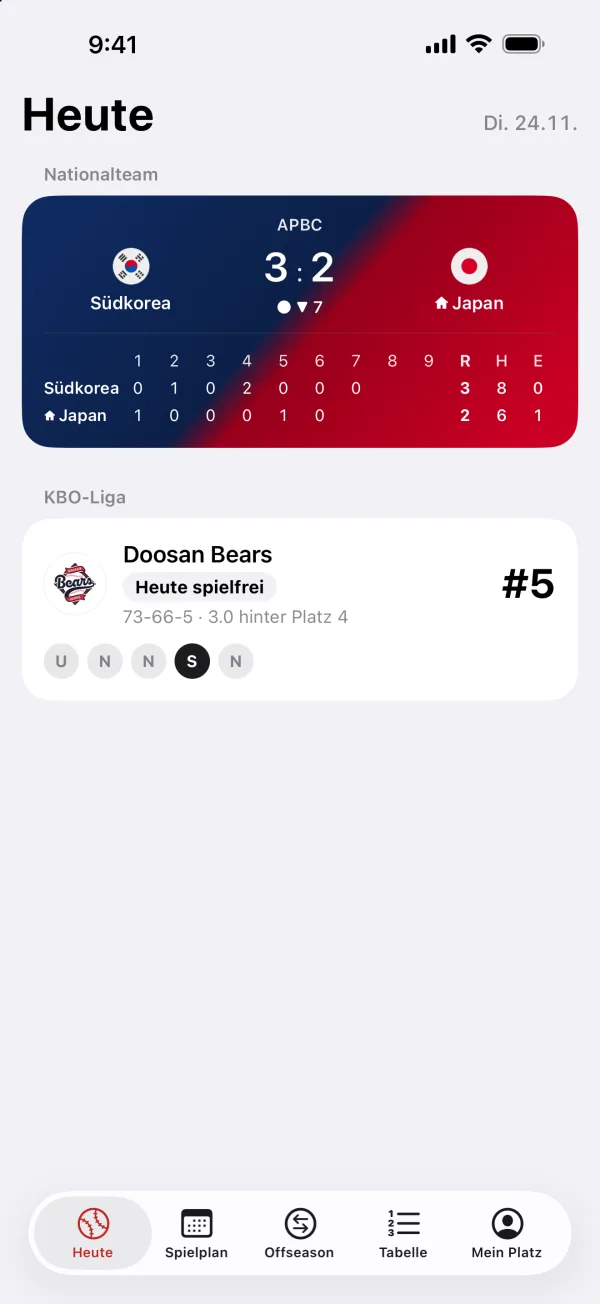 9:41
Heute
Di. 24.11.
Nationalteam
APBC
3 : 2
Südkorea
7
Japan
1 2 3 4 5 6 7 8 9 R H E
Südkorea 0 1 0 2 0 0 0 3 8 0
Japan 1 0 0 0 1 0 2 6 1
KBO-Liga
Bears
Doosan Bears
Heute spielfrei
73-66-5 · 3.0 hinter Platz 4
#5
U N N S N
Heute Spielplan Offseason Tabelle Mein Platz